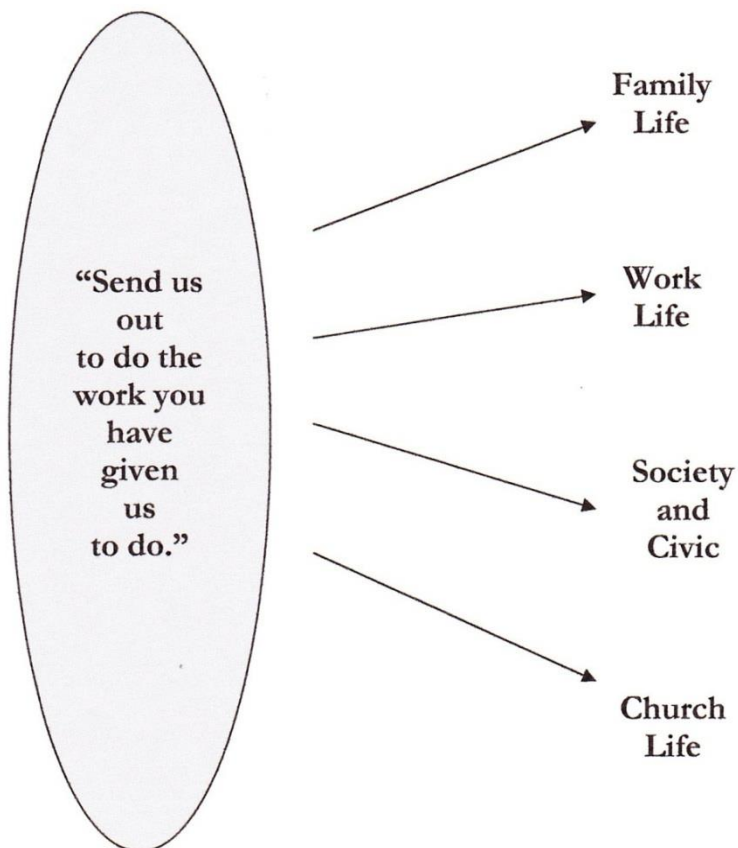 “Send us
out
to do the
work you
have
given
us
to do.”
Family
Life
Work
Life
Society
and
Civic
Church
Life